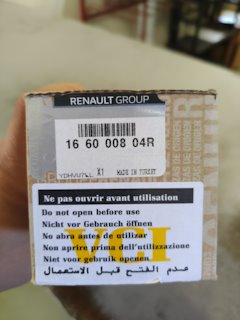 RENAULT GROUP
16 60 008 04R
X1 MADE IN TURKEY
Ne pas ouvrir avant utilisation
Do not open before use
Nicht vor Gebrauch öffnen
No abra antes de utilizar
Non aprire prima dell'utilizzazione
Niet voor gebruik openen
عدم الفتح قبل الاستعمال
VCI